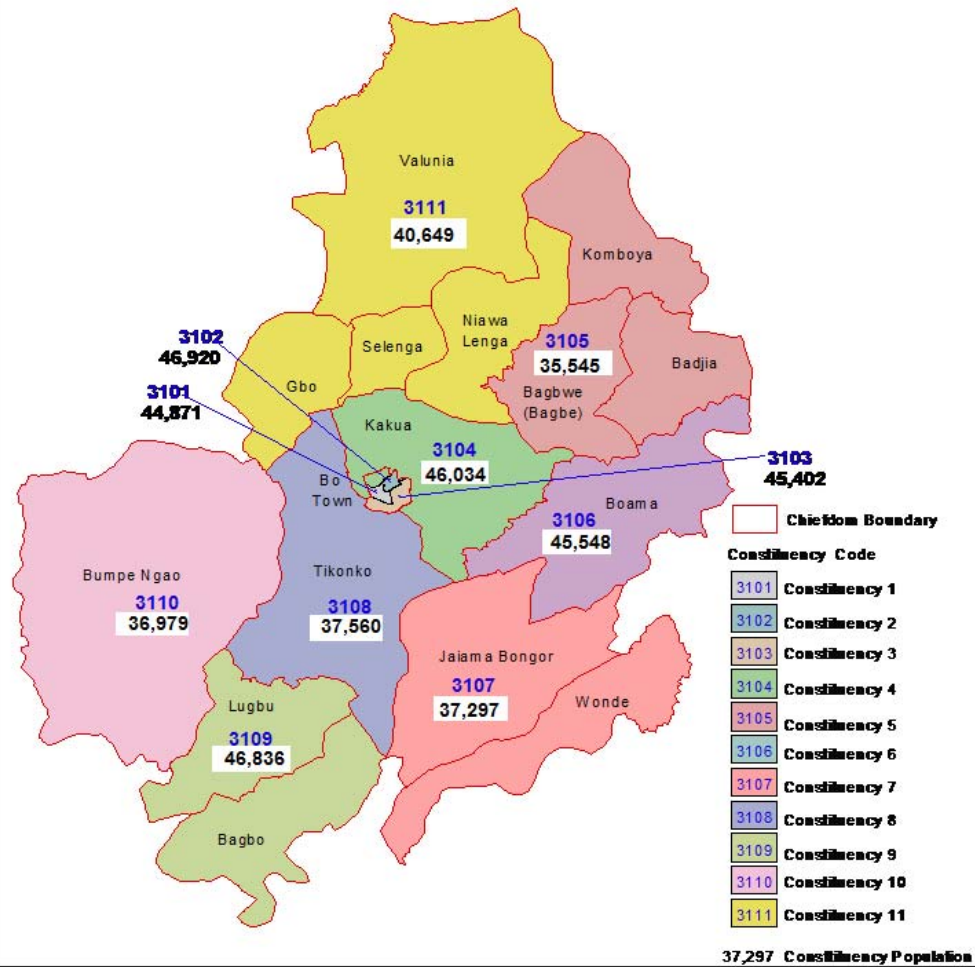 Valunia
3111
40,649
Komboya
3102
46,920
Niawa
Lenga
Selenga
3105
35,545
Badjia
Gbo
3101
44,871
Bagbwe
(Bagbe)
Kakua
3104
46,034
3103
45,402
Bo
Town
Boama
3106
45,548
Chiefdom Boundary
Constituency Code
Bumpe Ngao
3110
36,979
Tikonko
3108
37,560
3101 Constituency 1
3102 Constituency 2
3103 Constituency 3
3104 Constituency 4
3105 Constituency 5
3106 Constituency 6
3107 Constituency 7
3108 Constituency 8
3109 Constituency 9
3110 Constituency 10
3111 Constituency 11
Jaiama Bongor
3107
37,297
Wonde
Lugbu
3109
46,836
Bagbo
37,297 Constituency Population